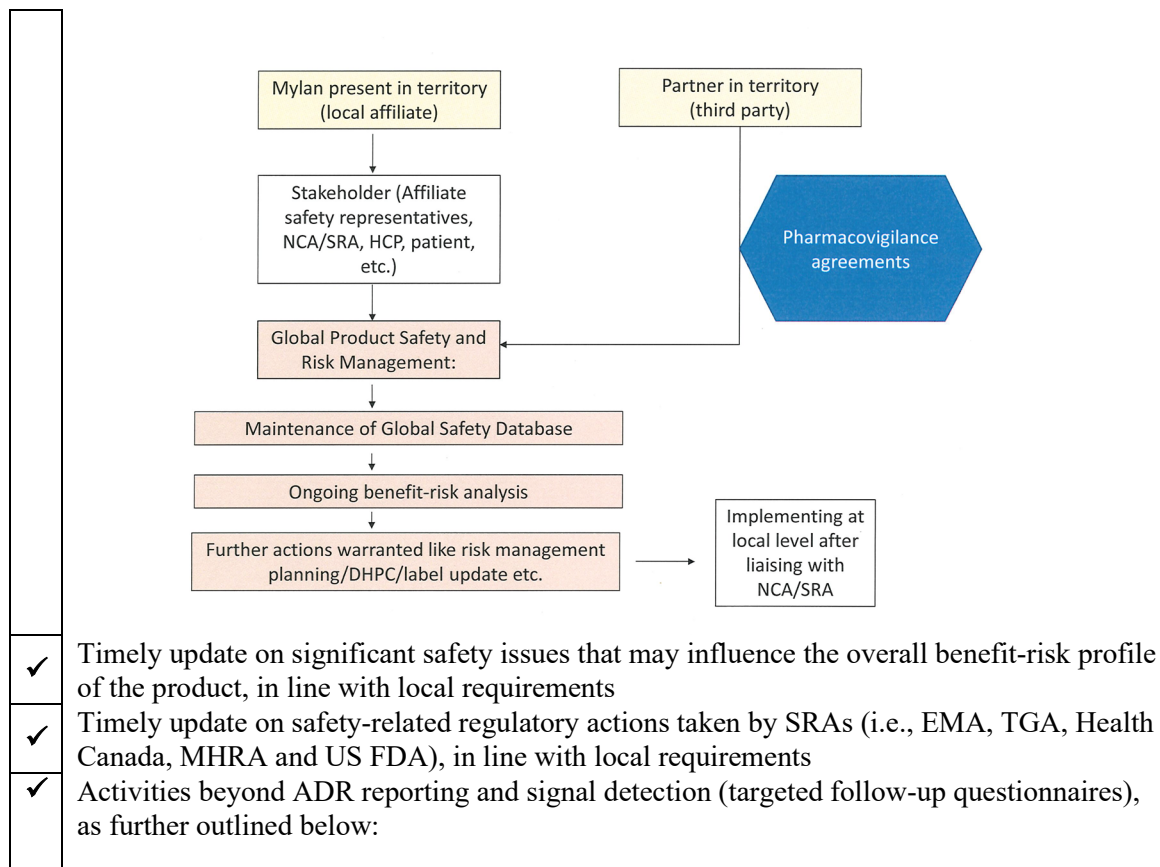 Mylan present in territory
(local affiliate)
Partner in territory
(third party)
Stakeholder (Affiliate
safety representatives,
NCA/SRA, HCP, patient,
etc.)
Pharmacovigilance
agreements
Global Product Safety and
Risk Management:
Maintenance of Global Safety Database
Ongoing benefit-risk analysis
Further actions warranted like risk management
planning/DHPC/label update etc.
Implementing at
local level after
liaising with
NCA/SRA
✓ Timely update on significant safety issues that may influence the overall benefit-risk profile
of the product, in line with local requirements
✓ Timely update on safety-related regulatory actions taken by SRAs (i.e., EMA, TGA, Health
Canada, MHRA and US FDA), in line with local requirements
✓ Activities beyond ADR reporting and signal detection (targeted follow-up questionnaires),
as further outlined below: